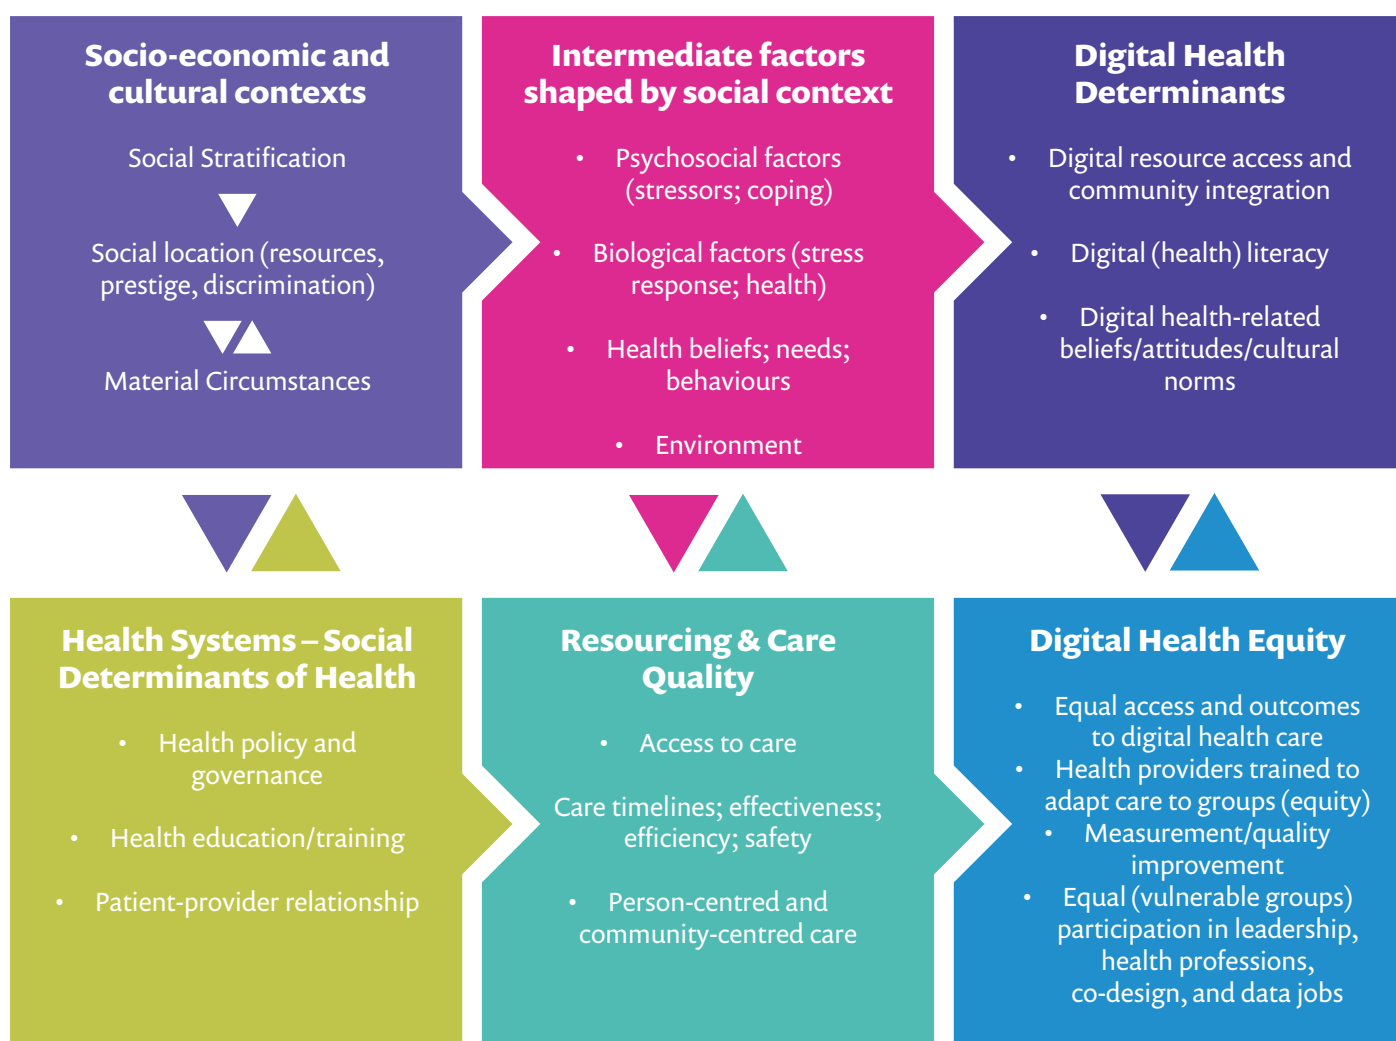 Socio-economic and
cultural contexts
Social Stratification
Social location (resources,
prestige, discrimination)
Material Circumstances
Intermediate factors
shaped by social context
• Psychosocial factors
(stressors; coping)
• Biological factors (stress
response; health)
• Health beliefs; needs;
behaviours
• Environment
Digital Health
Determinants
• Digital resource access and
community integration
• Digital (health) literacy
• Digital health-related
beliefs/attitudes/cultural
norms
Health Systems – Social
Determinants of Health
• Health policy and
governance
• Health education/training
• Patient-provider relationship
Resourcing & Care
Quality
• Access to care
Care timelines; effectiveness;
efficiency; safety
• Person-centred and
community-centred care
Digital Health Equity
• Equal access and outcomes
to digital health care
• Health providers trained to
adapt care to groups (equity)
• Measurement/quality
improvement
• Equal (vulnerable groups)
participation in leadership,
health professions,
co-design, and data jobs